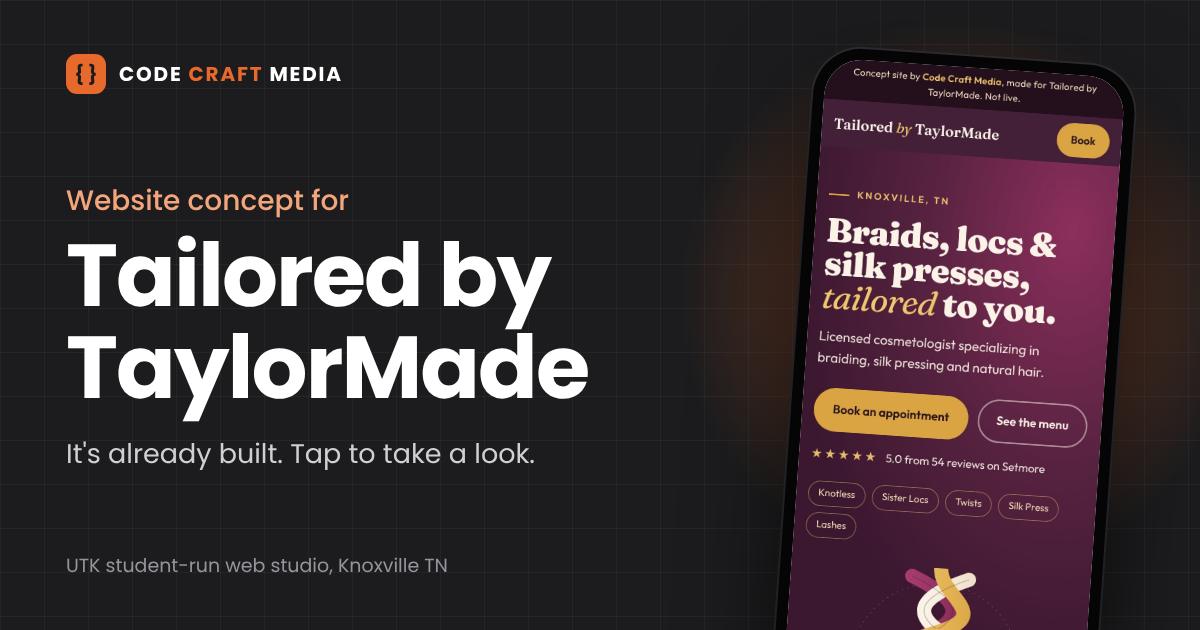 { } CODE CRAFT MEDIA
Website concept for
Tailored by
TaylorMade
It's already built. Tap to take a look.
UTK student-run web studio, Knoxville TN
Concept site by Code Craft Media, made for Tailored by
TaylorMade. Not live.
Tailored by TaylorMade
Book
KNOXVILLE, TN
Braids, locs &
silk presses,
tailored to you.
Licensed cosmetologist specializing in
braiding, silk pressing and natural hair.
Book an appointment
See the menu
★★★★★ 5.0 from 54 reviews on Setmore
Knotless
Sister Locs
Twists
Silk Press
Lashes